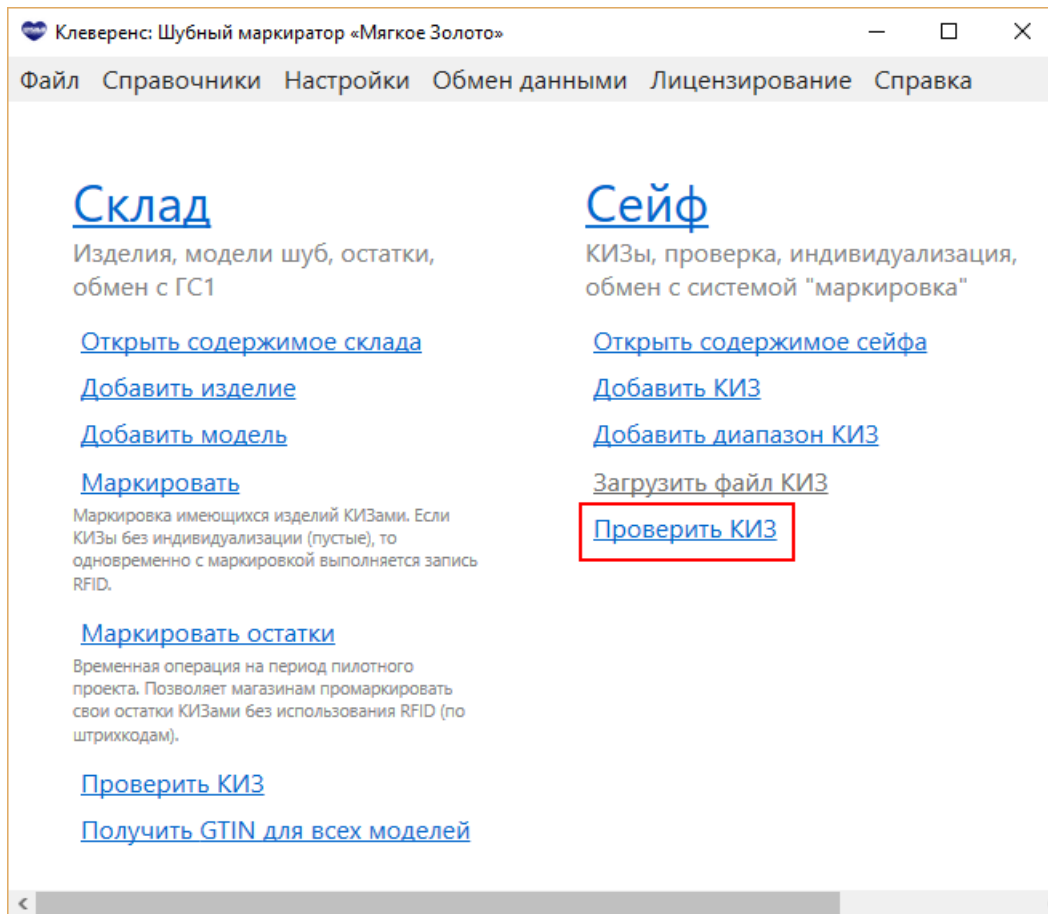 Клеверенс: Шубный маркиратор «Мягкое Золото»
Файл Справочники Настройки Обмен данными Лицензирование Справка
Склад
Изделия, модели шуб, остатки,
обмен с ГС1
Открыть содержимое склада
Добавить изделие
Добавить модель
Маркировать
Маркировка имеющихся изделий КИЗами. Если
КИЗы без индивидуализации (пустые), то
одновременно с маркировкой выполняется запись
RFID.
Маркировать остатки
Временная операция на период пилотного
проекта. Позволяет магазинам промаркировать
свои остатки КИЗами без использования RFID (по
штрихкодам).
Проверить КИЗ
Получить GTIN для всех моделей
Сейф
КИЗы, проверка, индивидуализация,
обмен с системой "маркировка"
Открыть содержимое сейфа
Добавить КИЗ
Добавить диапазон КИЗ
Загрузить файл КИЗ
Проверить КИЗ